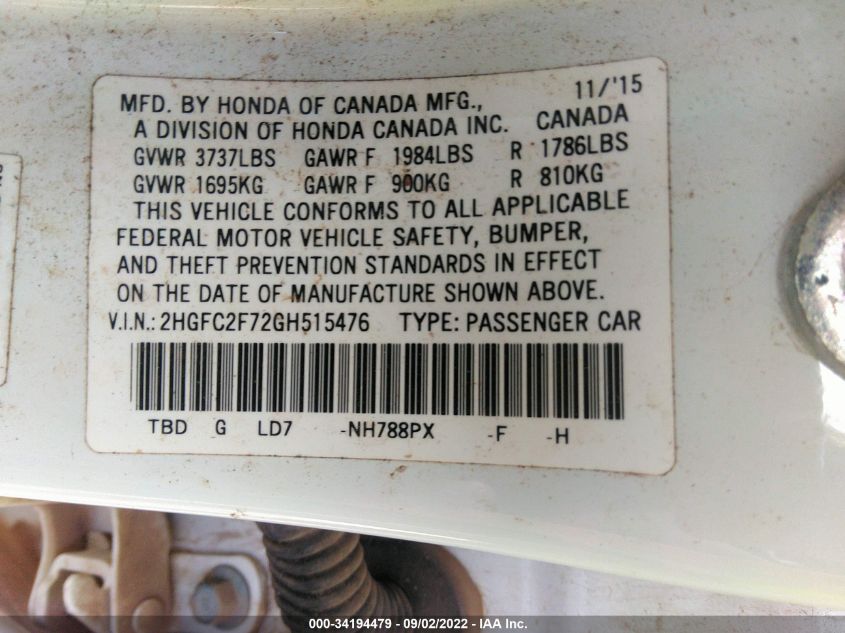 11/'15
MFD. BY HONDA OF CANADA MFG.,
A DIVISION OF HONDA CANADA INC. CANADA
GVWR 3737LBS GAWR F 1984LBS R 1786LBS
GVWR 1695KG GAWR F 900KG R 810KG
THIS VEHICLE CONFORMS TO ALL APPLICABLE
FEDERAL MOTOR VEHICLE SAFETY, BUMPER,
AND THEFT PREVENTION STANDARDS IN EFFECT
ON THE DATE OF MANUFACTURE SHOWN ABOVE.
V.I.N.: 2HGFC2F72GH515476 TYPE: PASSENGER CAR
TBD G LD7 -NH788PX -F -H
000-34194479 - 09/02/2022 - IAA Inc.